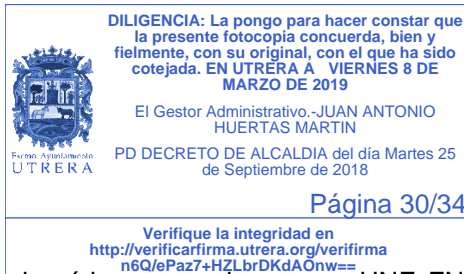 DILIGENCIA: La pongo para hacer constar que
la presente fotocopia concuerda, bien y
fielmente, con su original, con el que ha sido
cotejada. EN UTRERA A VIERNES 8 DE
MARZO DE 2019
El Gestor Administrativo.-JUAN ANTONIO
HUERTAS MARTIN
PD DECRETO DE ALCALDIA del día Martes 25
de Septiembre de 2018
Excmo. Ayuntamiento
UTRERA
Página 30/34
Verifique la integridad en
http://verificarfirma.utrera.org/verifirma
n6Q/ePaz7+HZLbrDKdAOnw==